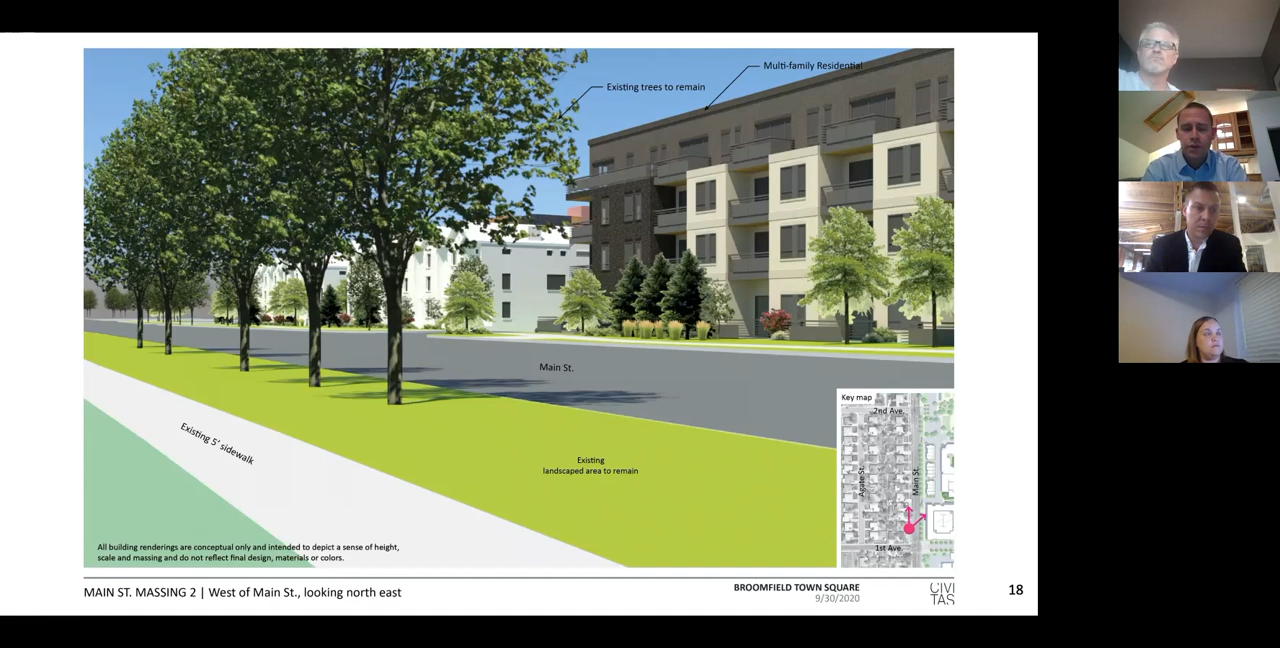 Multi-family Residential
Existing trees to remain
Main St.
Existing 5' sidewalk
Existing
landscaped area to remain
Key map
2nd Ave.
Agate St.
Main St.
1st Ave.
All building renderings are conceptual only and intended to depict a sense of height,
scale and massing and do not reflect final design, materials or colors.
MAIN ST. MASSING 2 | West of Main St., looking north east
BROOMFIELD TOWN SQUARE
9/30/2020
CIVI
TAS
18